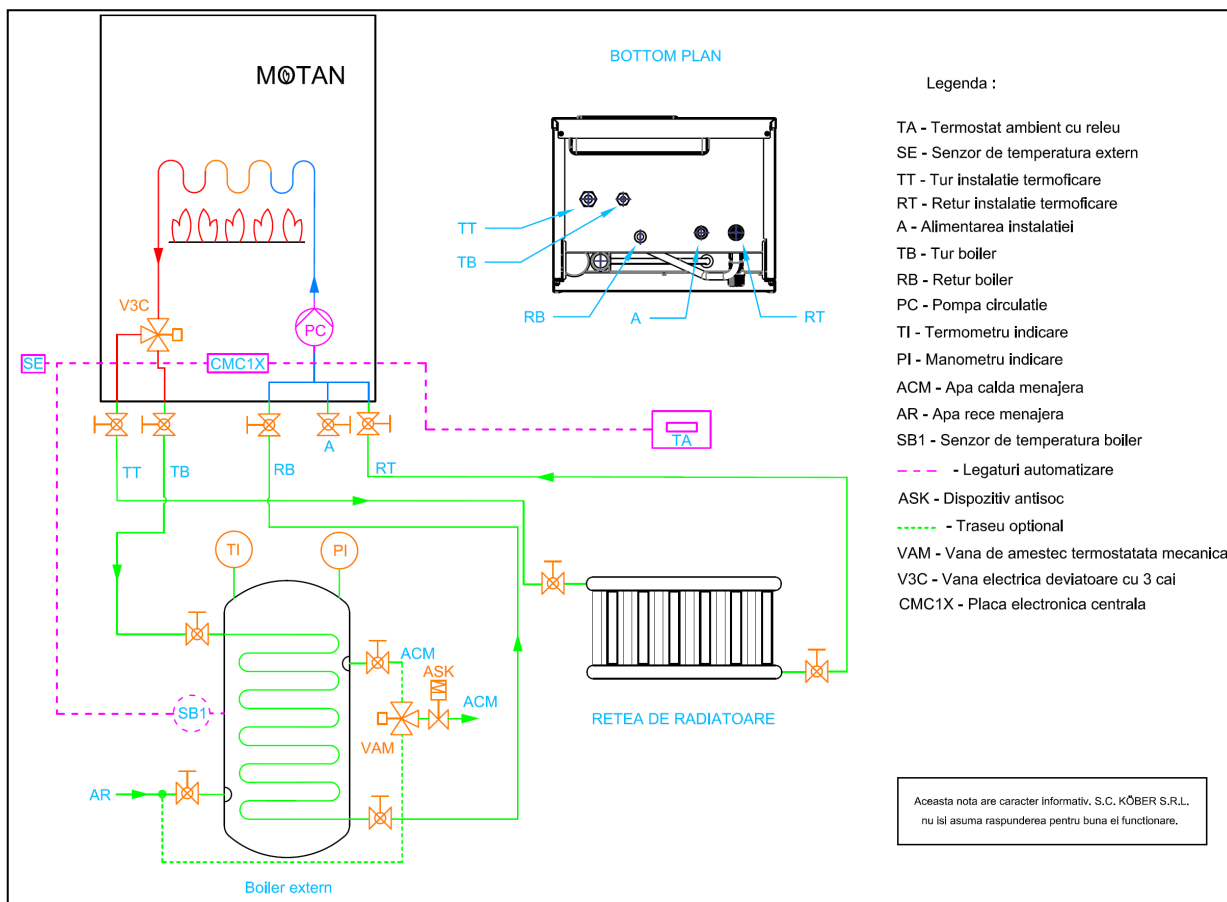 MOTAN
V3C
PC
SE
CMC1X
TA
TT
TB
RB
A
RT
BOTTOM PLAN
TT
TB
RB
A
RT
TI
PI
ACM
ASK
ACM
SB1
VAM
AR
Boiler extern
RETEA DE RADIATOARE
Legenda :
TA - Termostat ambient cu releu
SE - Senzor de temperatura extern
TT - Tur instalatie termoficare
RT - Retur instalatie termoficare
A - Alimentarea instalatiei
TB - Tur boiler
RB - Retur boiler
PC - Pompa circulatie
TI - Termometru indicare
PI - Manometru indicare
ACM - Apa calda menajera
AR - Apa rece menajera
SB1 - Senzor de temperatura boiler
- Legaturi automatizare
ASK - Dispozitiv antisoc
- Traseu optional
VAM - Vana de amestec termostatata mecanica
V3C - Vana electrica deviatoare cu 3 cai
CMC1X - Placa electronica centrala
Aceasta nota are caracter informativ. S.C. KÖBER S.R.L.
nu isi asuma raspunderea pentru buna ei functionare.